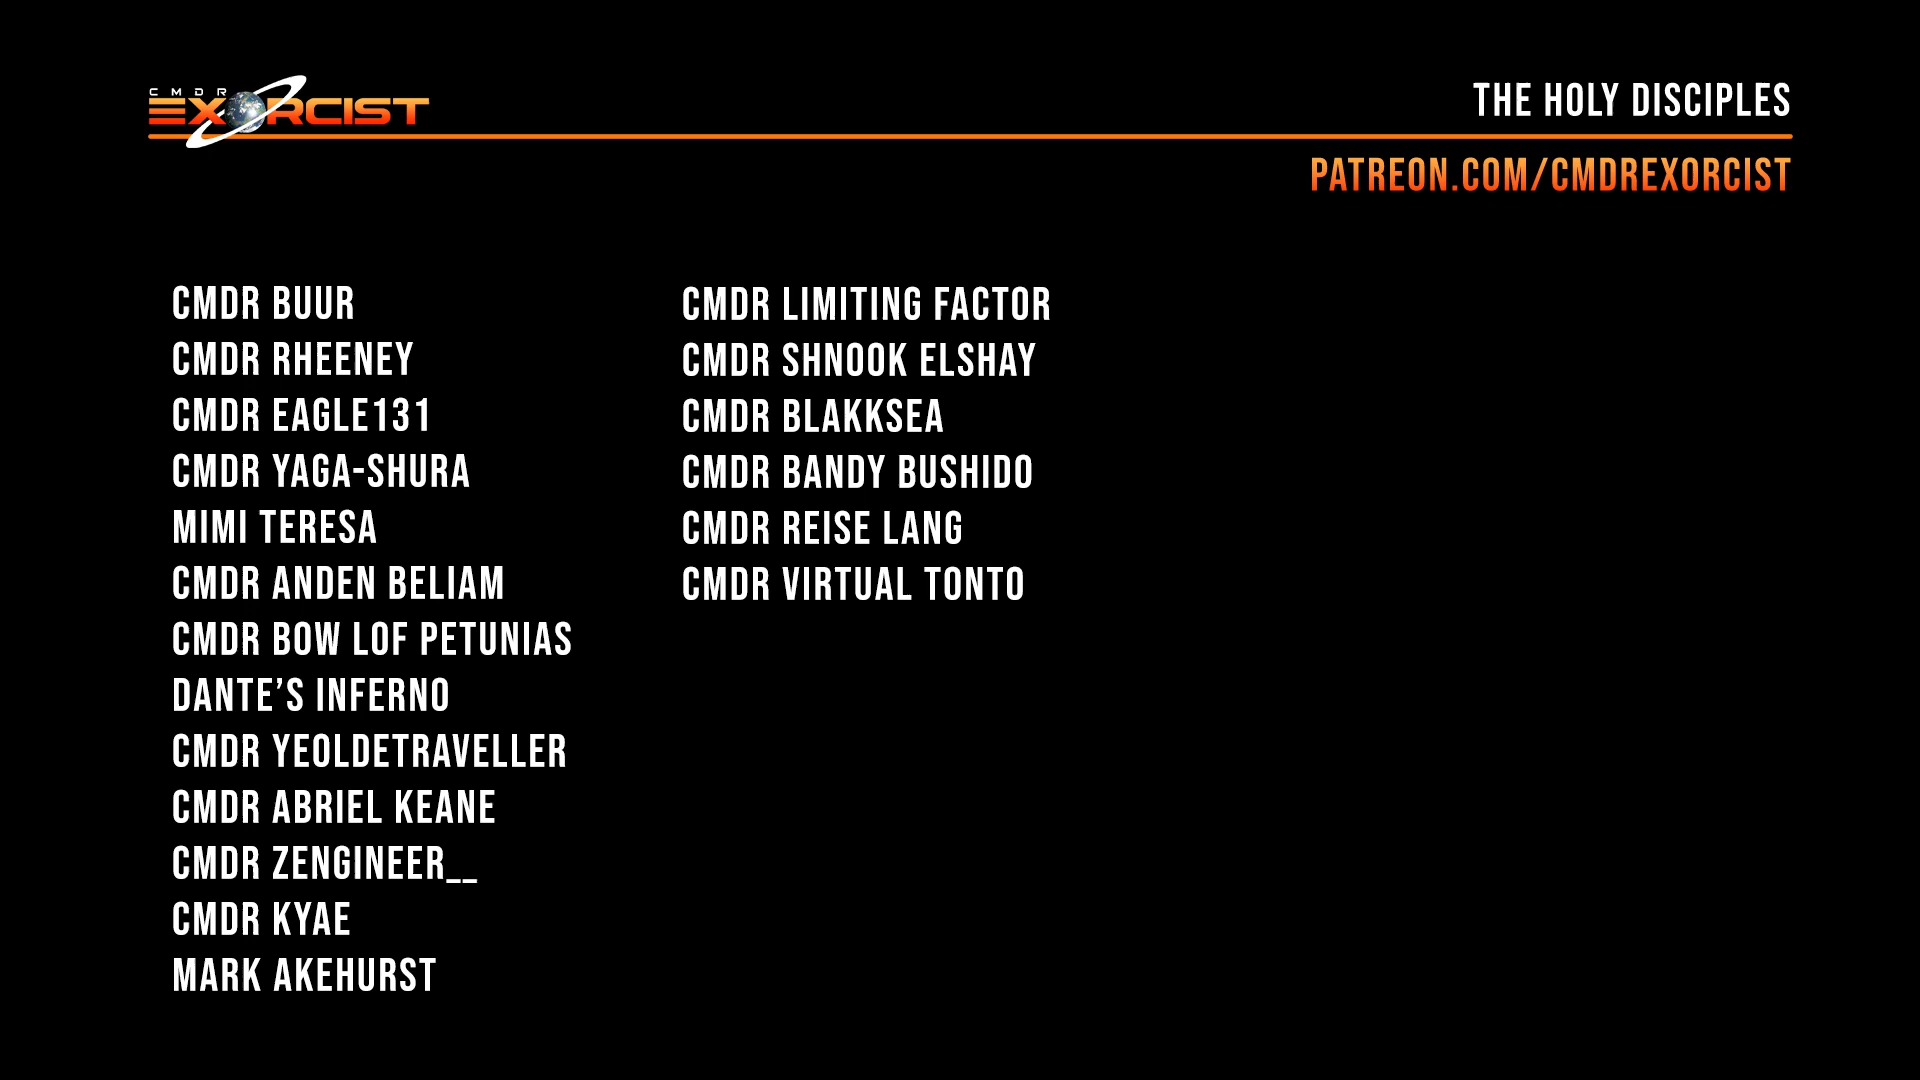 CMDR
EXORCIST
THE HOLY DISCIPLES
PATREON.COM/CMDREXORCIST
CMDR BUUR
CMDR RHEENEY
CMDR EAGLE131
CMDR YAGA-SHURA
MIMI TERESA
CMDR ANDEN BELIAM
CMDR BOW LOF PETUNIAS
DANTE’S INFERNO
CMDR YEOLDETRAVELLER
CMDR ABRIEL KEANE
CMDR ZENGINEER__
CMDR KYAE
MARK AKEHURST
CMDR LIMITING FACTOR
CMDR SHNOOK ELSHAY
CMDR BLAKKSEA
CMDR BANDY BUSHIDO
CMDR REISE LANG
CMDR VIRTUAL TONTO